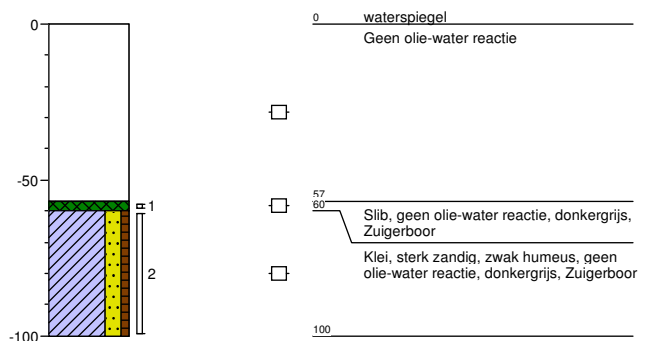 0
0 waterspiegel
Geen olie-water reactie
-50
57
1
60
Slib, geen olie-water reactie, donkergrijs,
Zuigerboor
Klei, sterk zandig, zwak humeus, geen
2
olie-water reactie, donkergrijs, Zuigerboor
-100
100